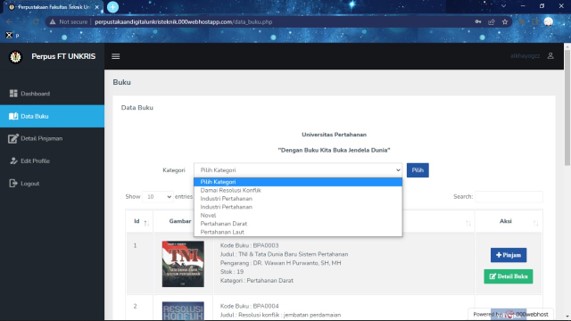 Perpustakaan Fakultas Teknik Un
Not secure | perpustakaandigitalunkristeknik.000webhostapp.com/data_buku.php
Perpus FT UNKRIS
Buku
Dashboard
Data Buku
Detail Pinjaman
Edit Profile
Logout
Data Buku
Universitas Pertahanan
"Dengan Buku Kita Buka Jendela Dunia"
Kategori
Pilih Kategori
Pilih
Pilih Kategori
Damai Resolusi Konflik
Industri Pertahanan
Industri Pertahanan
Novel
Pertahanan Darat
Pertahanan Laut
Show 10 entries
Search:
Id
Gambar
Aksi
1
Kode Buku : BPA0003
Judul : TNI & Tata Dunia Baru Sistem Pertahanan
Pengarang : DR. Wawan H Purwanto, SH, MH
Stok : 19
Kategori : Pertahanan Darat
+ Pinjam
Detail Buku
2
Kode Buku : BPA0004
Judul : Resolusi konflik : jembatan perdamaian
Powered by 000webhost